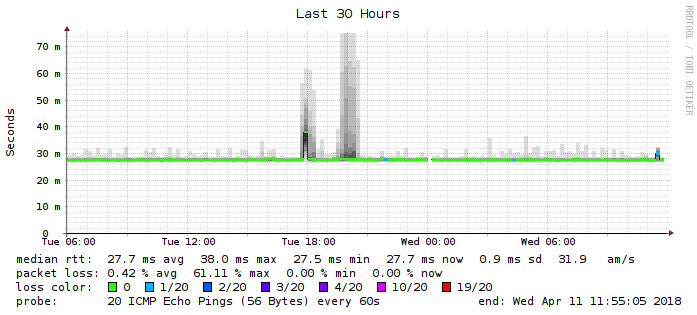 Last 30 Hours
RRDTOOL / TOBI OETIKER
Seconds
70 m
60 m
50 m
40 m
30 m
20 m
10 m
0
Tue 06:00 Tue 12:00 Tue 18:00 Wed 00:00 Wed 06:00
median rtt: 27.7 ms avg 38.0 ms max 27.5 ms min 27.7 ms now 0.9 ms sd 31.9 am/s
packet loss: 0.42 % avg 61.11 % max 0.00 % min 0.00 % now
loss color: 0 1/20 2/20 3/20 4/20 10/20 19/20
probe: 20 ICMP Echo Pings (56 Bytes) every 60s end: Wed Apr 11 11:55:05 2018